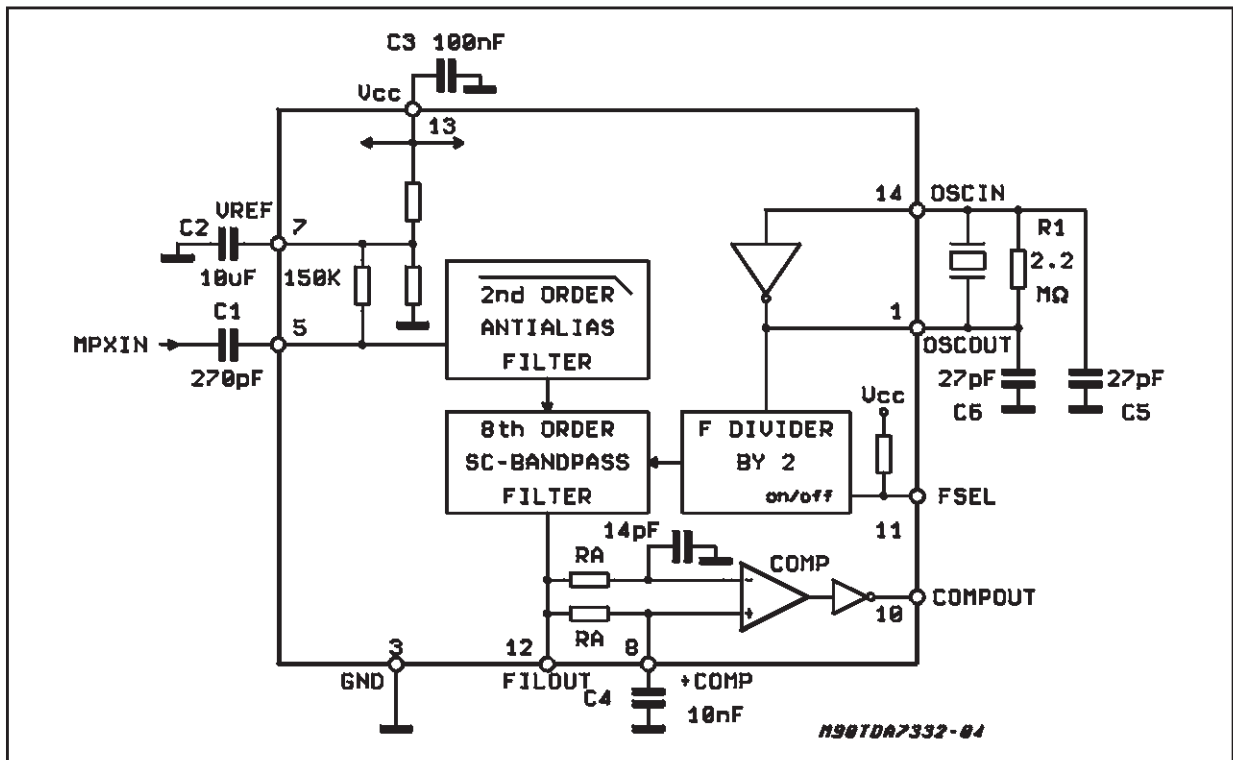 C3 100nF
Vcc
13
14 OSCIN
C2 VREF 7
R1
10uF 150K
2.2
MΩ
2nd ORDER
ANTIALIAS
FILTER
C1 5
1
MPXIN
OSCOUT
270pF
27pF 27pF
C6 C5
Vcc
8th ORDER
SC-BANDPASS
FILTER
F DIVIDER
BY 2
on/off
FSEL
11
14pF
RA
COMP
-
+
COMPOUT
10
RA
3 12 8
GND FILOUT C4 +COMP
10nF
M90TDA7332-04